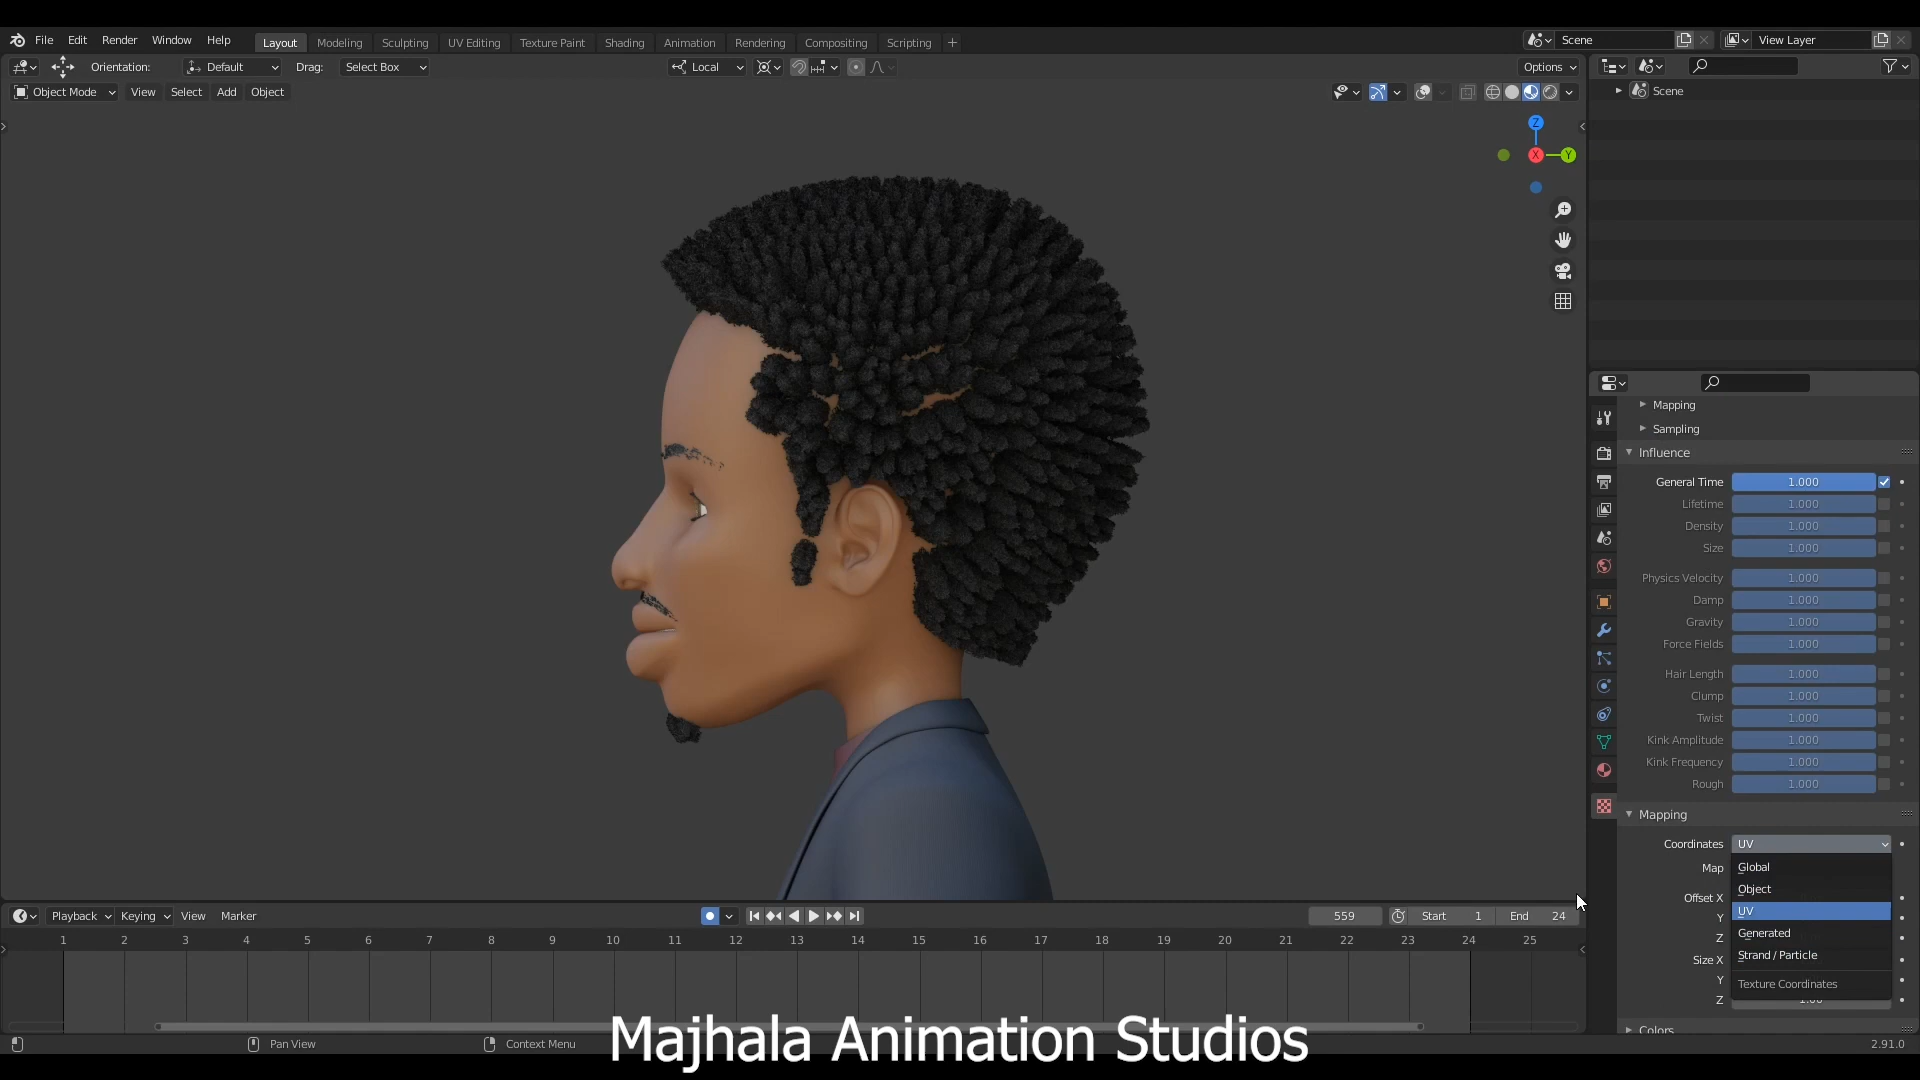 File Edit Render Window Help Layout Modeling Sculpting UV Editing Texture Paint Shading Animation Rendering Compositing Scripting + Scene View Layer
Orientation: Default Drag: Select Box Local Options
Object Mode View Select Add Object
Scene
Z
X Y
Mapping
Sampling
Influence
General Time 1.000
Lifetime 1.000
Density 1.000
Size 1.000
Physics Velocity 1.000
Damp 1.000
Gravity 1.000
Force Fields 1.000
Hair Length 1.000
Clump 1.000
Twist 1.000
Kink Amplitude 1.000
Kink Frequency 1.000
Rough 1.000
Mapping
Coordinates UV
Map Global
Object
Offset X
UV
Y
Generated
Z
Strand / Particle
Size X
Y Texture Coordinates
Z 1.00
Colors
Playback Keying View Marker 559 Start 1 End 24
1 2 3 4 5 6 7 8 9 10 11 12 13 14 15 16 17 18 19 20 21 22 23 24 25
Majhala Animation Studios
Pan View Context Menu 2.91.0